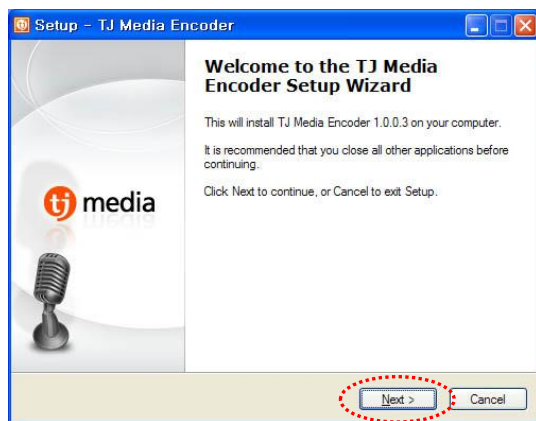 Setup - TJ Media Encoder
Welcome to the TJ Media
Encoder Setup Wizard
This will install TJ Media Encoder 1.0.0.3 on your computer.
It is recommended that you close all other applications before
continuing.
Click Next to continue, or Cancel to exit Setup.
tj media
Next >
Cancel